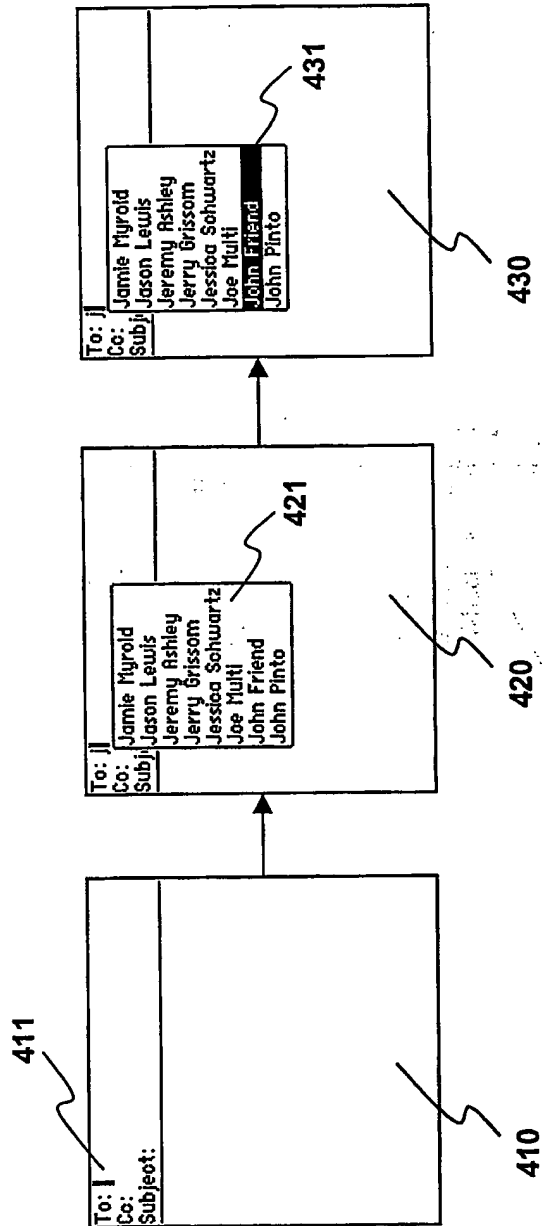 411
To:
Cc:
Subject:
410
To: j
Cc:
Subj
Jamie Myrold
Jason Lewis
Jeremy Ashley
Jerry Grissom
Jessica Schwartz
Joe Multi
John Friend
John Pinto
421
420
To: j
Cc:
Subj
Jamie Myrold
Jason Lewis
Jeremy Ashley
Jerry Grissom
Jessica Schwartz
Joe Multi
John Friend
John Pinto
431
430